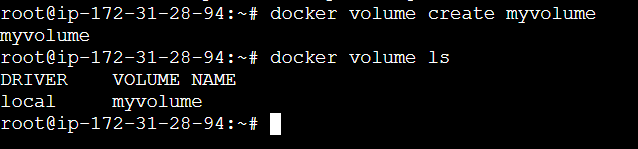 root@ip-172-31-28-94:~# docker volume create myvolume
myvolume
root@ip-172-31-28-94:~# docker volume ls
DRIVER    VOLUME NAME
local     myvolume
root@ip-172-31-28-94:~#